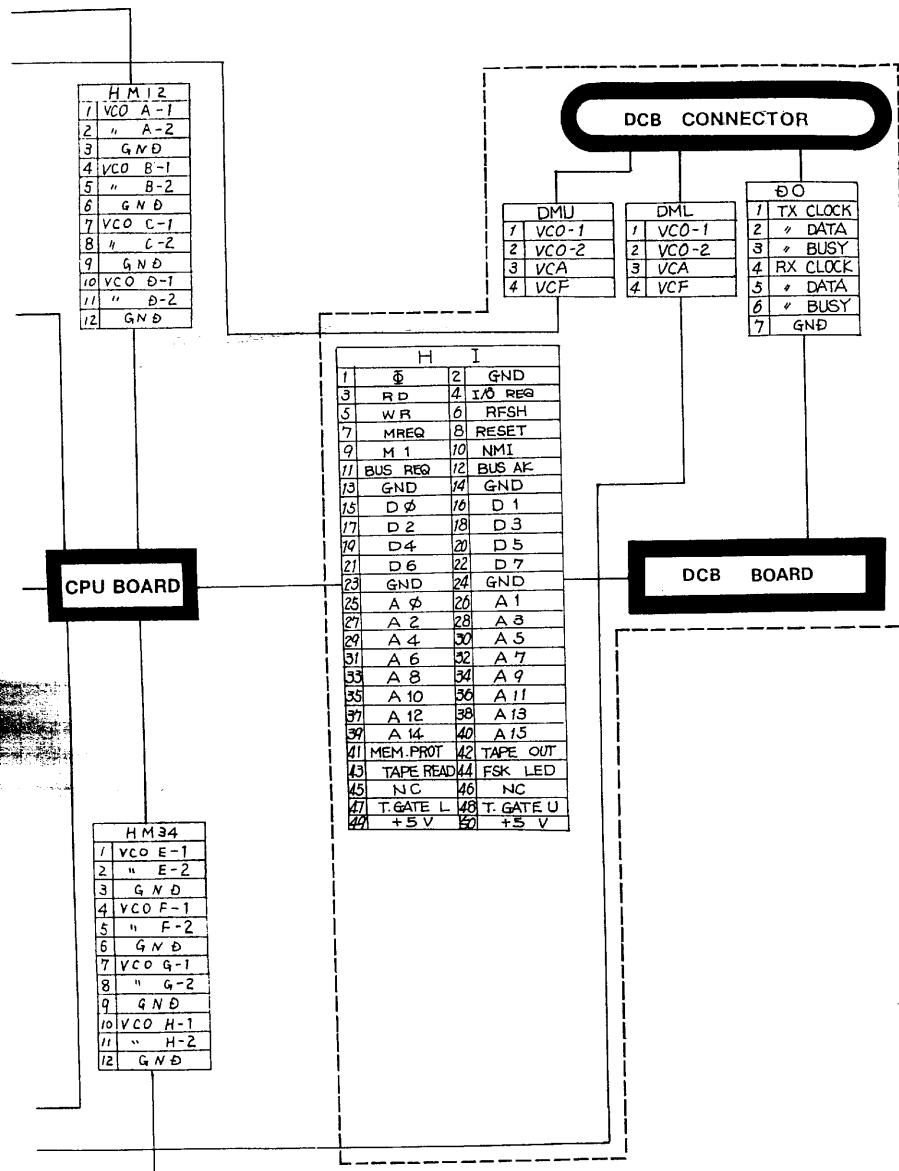 HM12
1 VCO A-1
2 " A-2
3 GND
4 VCO B-1
5 " B-2
6 GND
7 VCO C-1
8 " C-2
9 GND
10 VCO D-1
11 " D-2
12 GND
DCB CONNECTOR
DMU
1 VCO-1
2 VCO-2
3 VCA
4 VCF
DML
1 VCO-1
2 VCO-2
3 VCA
4 VCF
DO
1 TX CLOCK
2 " DATA
3 " BUSY
4 RX CLOCK
5 " DATA
6 " BUSY
7 GND
H I
1 Φ 2 GND
3 RD 4 I/O REQ
5 WR 6 RFSH
7 MREQ 8 RESET
9 M 1 10 NMI
11 BUS REQ 12 BUS AK
13 GND 14 GND
15 D Ø 16 D 1
17 D 2 18 D 3
19 D4 20 D 5
21 D 6 22 D 7
23 GND 24 GND
25 A Ø 26 A 1
27 A 2 28 A 3
29 A 4 30 A 5
31 A 6 32 A 7
33 A 8 34 A 9
35 A 10 36 A 11
37 A 12 38 A 13
39 A 14 40 A 15
41 MEM.PROT 42 TAPE OUT
43 TAPE READ 44 FSK LED
45 NC 46 NC
47 T.GATE L 48 T. GATE U
49 +5 V 50 +5 V
CPU BOARD
DCB BOARD
HM34
1 VCO E-1
2 " E-2
3 GND
4 VCO F-1
5 " F-2
6 GND
7 VCO G-1
8 " G-2
9 GND
10 VCO H-1
11 " H-2
12 GND